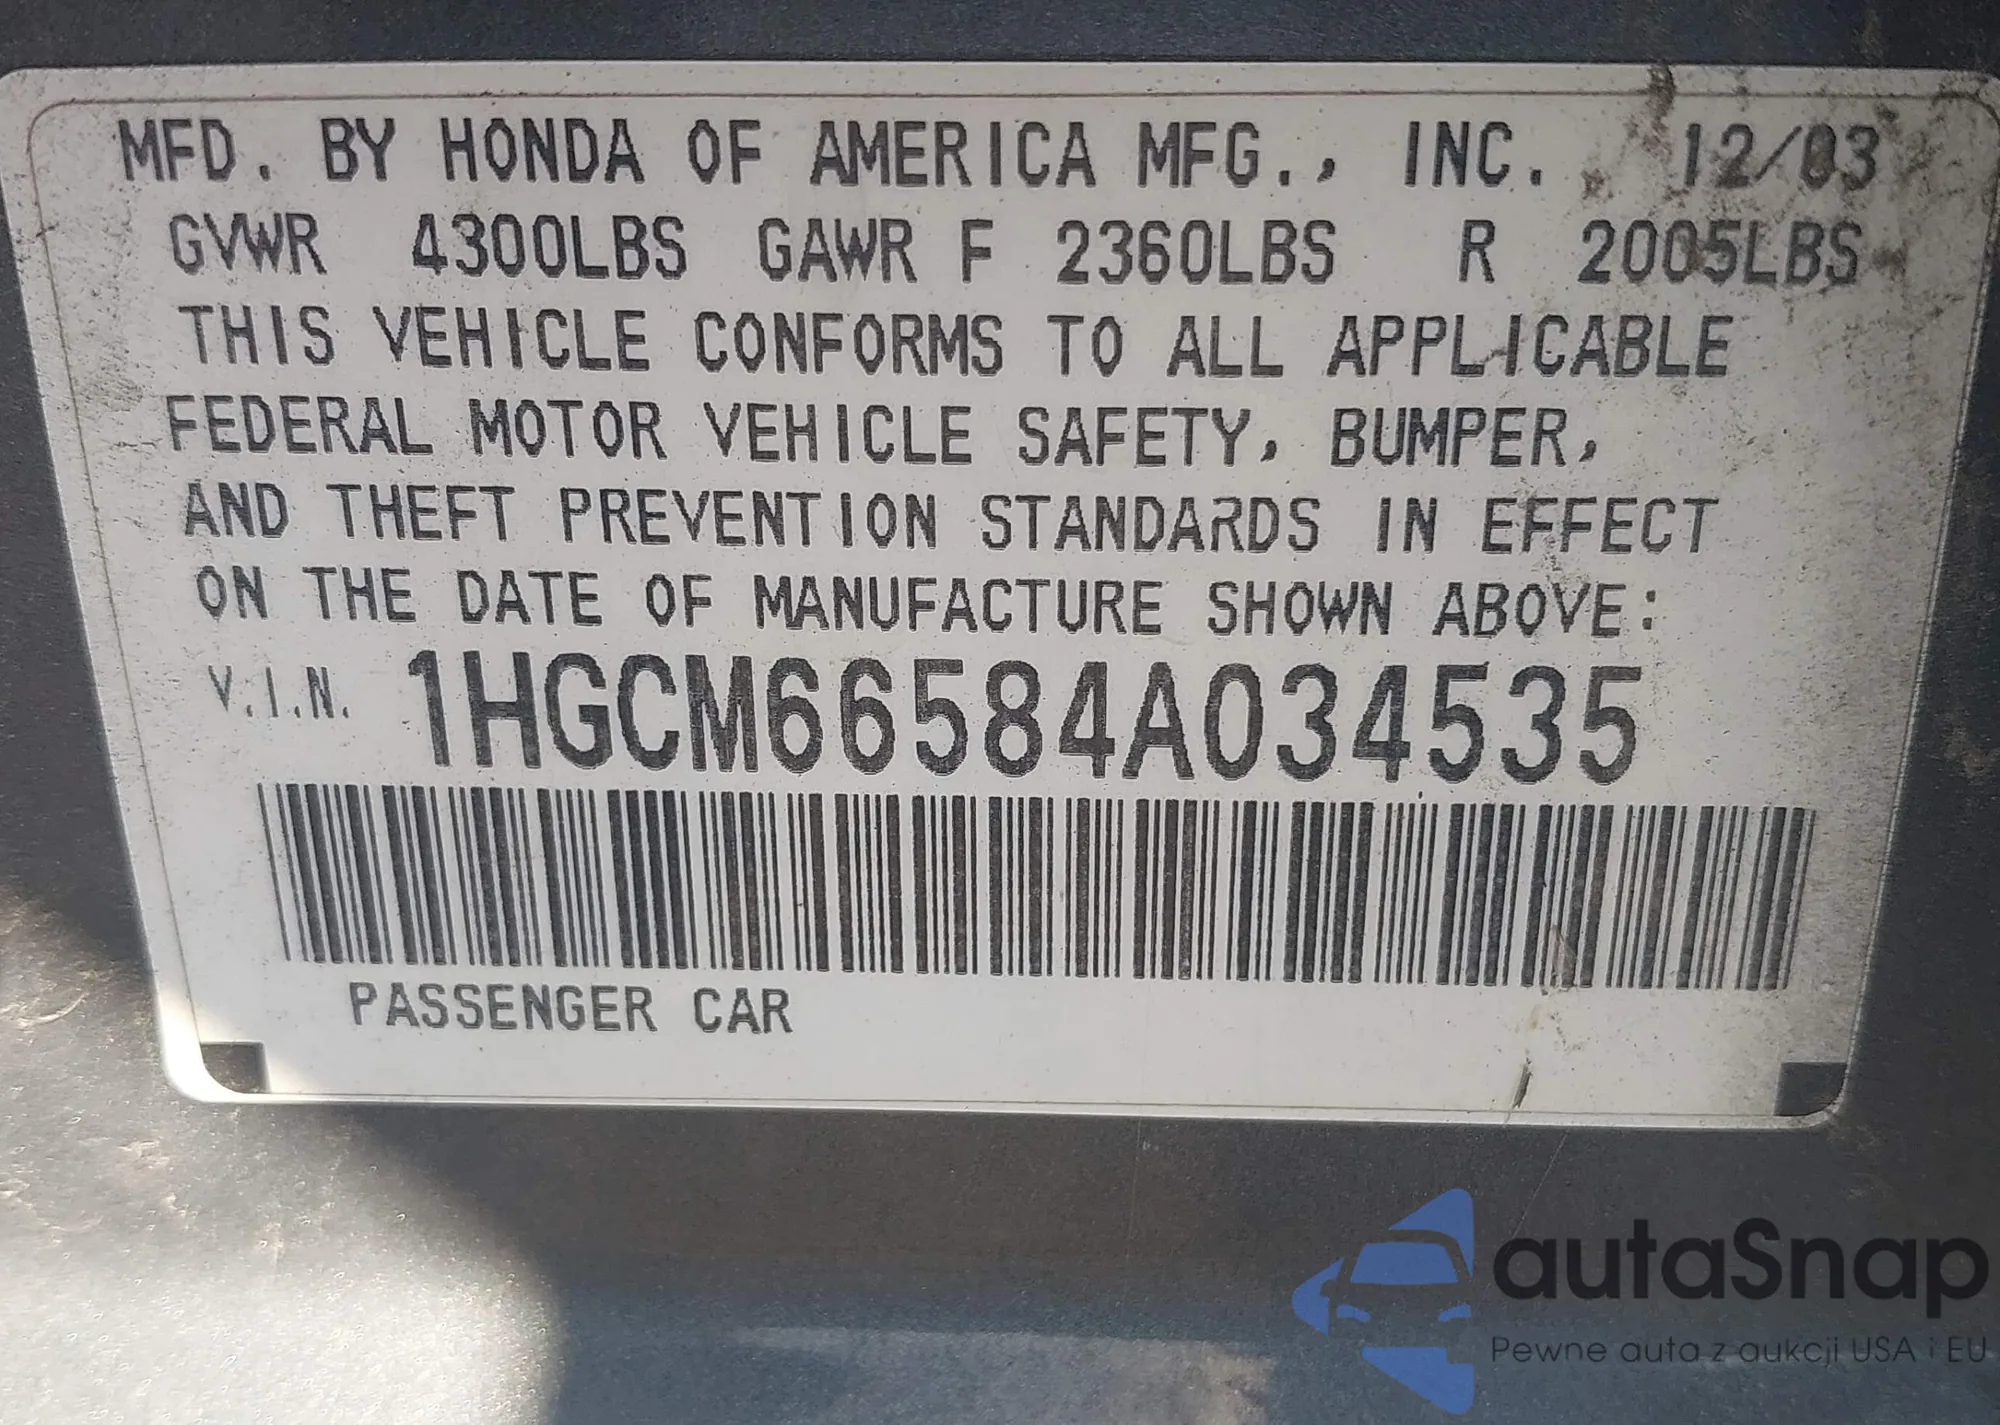 MFD. BY HONDA OF AMERICA MFG., INC. 12/03
GVWR 4300LBS GAWR F 2360LBS R 2005LBS
THIS VEHICLE CONFORMS TO ALL APPLICABLE
FEDERAL MOTOR VEHICLE SAFETY, BUMPER,
AND THEFT PREVENTION STANDARDS IN EFFECT
ON THE DATE OF MANUFACTURE SHOWN ABOVE:
V.I.N. 1HGCM66584A034535
PASSENGER CAR
autaSnap
Pewne auta z aukcji USA i EU